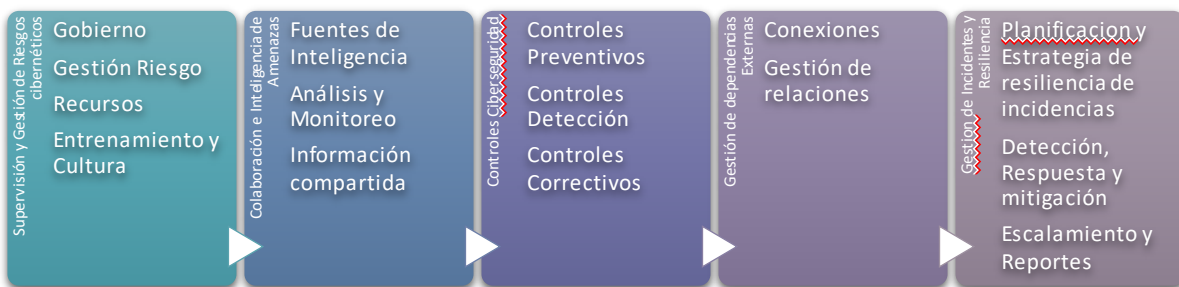 Supervisión y Gestión de Riesgos
cibernéticos
Gobierno
Gestión Riesgo
Recursos
Entrenamiento y
Cultura
Colaboración e Inteligencia de
Amenazas
Fuentes de
Inteligencia
Análisis y
Monitoreo
Información
compartida
Controles Ciberseguridad
Controles
Preventivos
Controles
Detección
Controles
Correctivos
Gestión de dependencias
Externas
Conexiones
Gestión de
relaciones
Gestion de Incidentes y
Resiliencia
Planificacion y
Estrategia de
resiliencia de
incidencias
Detección,
Respuesta y
mitigación
Escalamiento y
Reportes